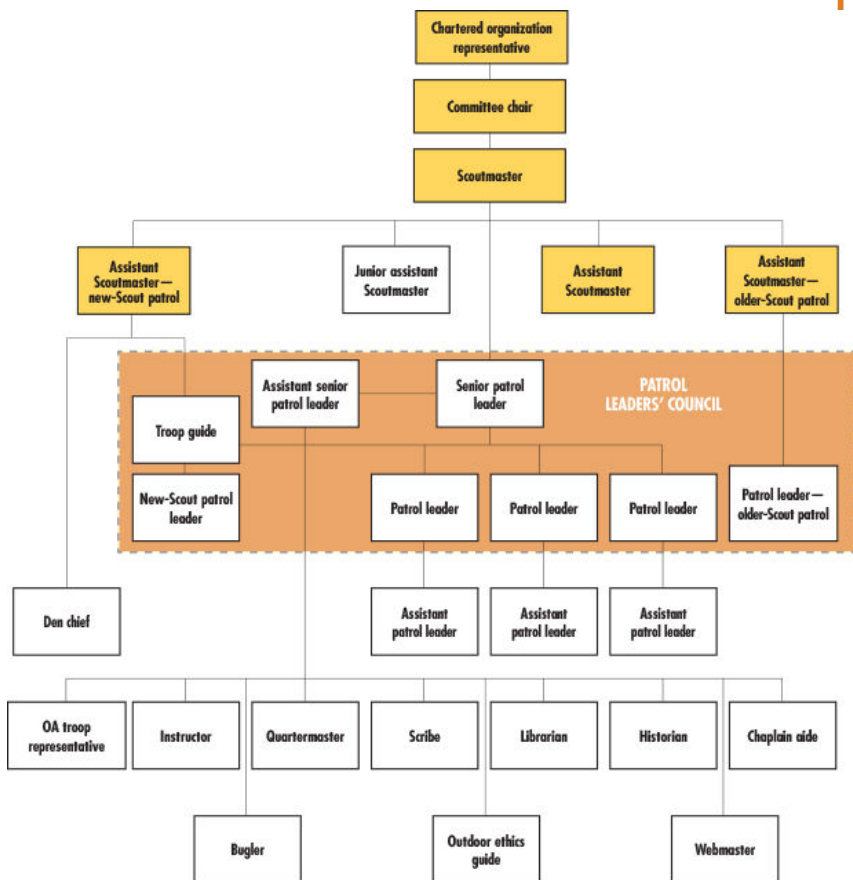 Chartered organization
representative
Committee chair
Scoutmaster
Assistant
Scoutmaster—
new-Scout patrol
Junior assistant
Scoutmaster
Assistant
Scoutmaster
Assistant
Scoutmaster—
older-Scout patrol
Assistant senior
patrol leader
Senior patrol
leader
PATROL
LEADERS’ COUNCIL
Troop guide
New-Scout patrol
leader
Patrol leader
Patrol leader
Patrol leader
Patrol leader—
older-Scout patrol
Den chief
Assistant
patrol leader
Assistant
patrol leader
Assistant
patrol leader
OA troop
representative
Instructor
Quartermaster
Scribe
Librarian
Historian
Chaplain aide
Bugler
Outdoor ethics
guide
Webmaster